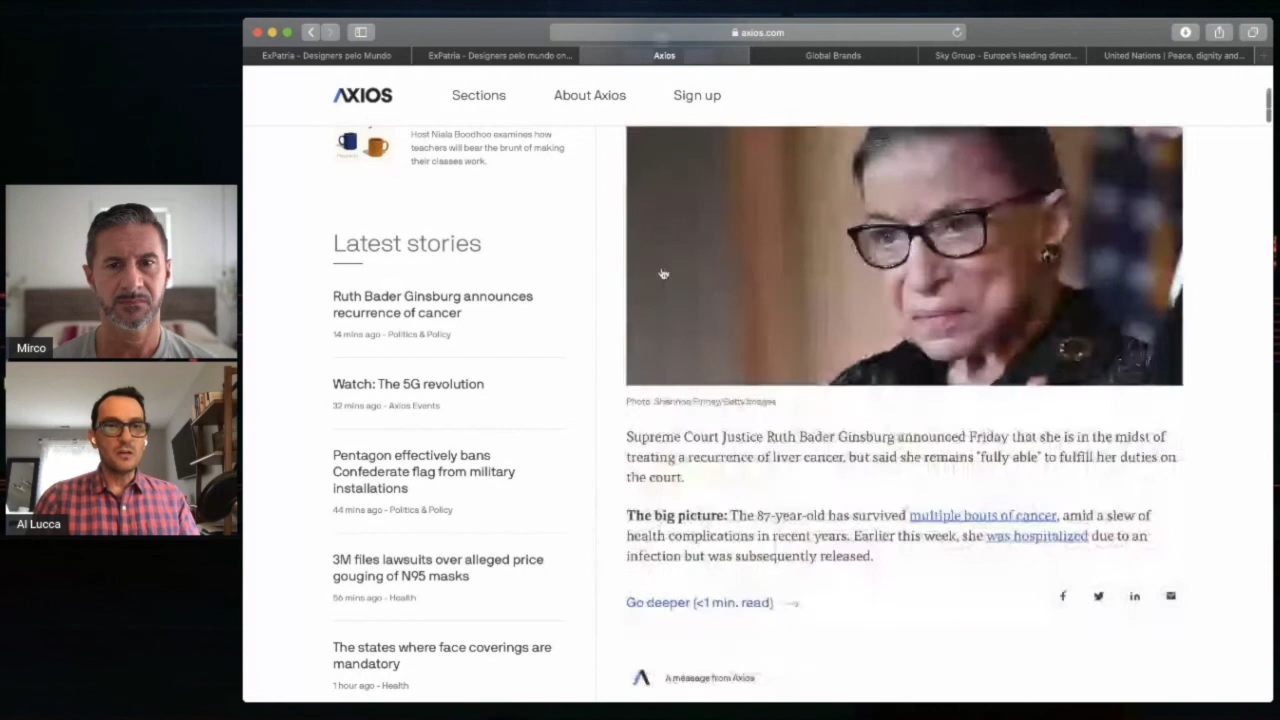 axios.com
ExPatria - Designers pelo Mundo
ExPatria - Designers pelo mundo on...
Axios
Global Brands
Sky Group - Europe's leading direct...
United Nations | Peace, dignity and...
AXIOS
Sections
About Axios
Sign up
Host Niala Boodhoo examines how
teachers will bear the brunt of making
their classes work.
Latest stories
Ruth Bader Ginsburg announces
recurrence of cancer
14 mins ago - Politics & Policy
Watch: The 5G revolution
32 mins ago - Axios Events
Pentagon effectively bans
Confederate flag from military
installations
44 mins ago - Politics & Policy
3M files lawsuits over alleged price
gouging of N95 masks
56 mins ago - Health
The states where face coverings are
mandatory
1 hour ago - Health
Photo: Images
Supreme Court Justice Ruth Bader Ginsburg announced Friday that she is in the midst of
treating a recurrence of liver cancer, but said she remains "fully able" to fulfill her duties on
the court.
The big picture: The 87-year-old has survived multiple bouts of cancer, amid a slew of
health complications in recent years. Earlier this week, she was hospitalized due to an
infection but was subsequently released.
Go deeper (<1 min. read) →
A message from Axios
Mirco
Al Lucca